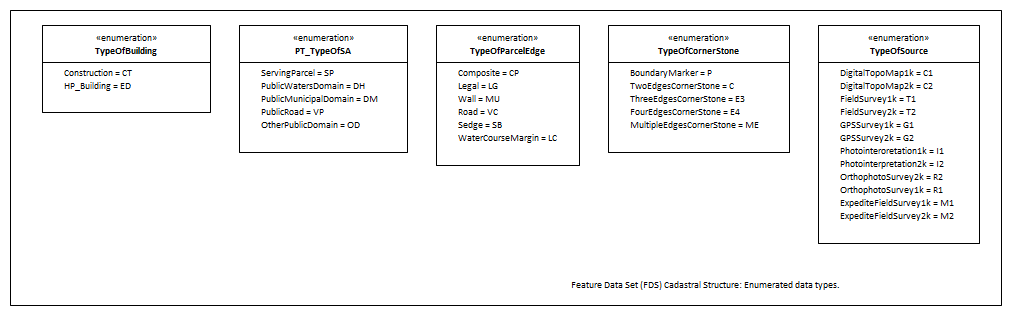 «enumeration»
TypeOfBuilding
Construction = CT
HP_Building = ED
«enumeration»
PT_TypeOfSA
ServingParcel = SP
PublicWatersDomain = DH
PublicMunicipalDomain = DM
PublicRoad = VP
OtherPublicDomain = OD
«enumeration»
TypeOfParcelEdge
Composite = CP
Legal = LG
Wall = MU
Road = VC
Sedge = SB
WaterCourseMargin = LC
«enumeration»
TypeOfCornerStone
BoundaryMarker = P
TwoEdgesCornerStone = C
ThreeEdgesCornerStone = E3
FourEdgesCornerStone = E4
MultipleEdgesCornerStone = ME
«enumeration»
TypeOfSource
DigitalTopoMap1k = C1
DigitalTopoMap2k = C2
FieldSurvey1k = T1
FieldSurvey2k = T2
GPSSurvey1k = G1
GPSSurvey2k = G2
Photointeroretation1k = I1
Photointerpretation2k = I2
OrthophotoSurvey2k = R2
OrthophotoSurvey1k = R1
ExpediteFieldSurvey1k = M1
ExpediteFieldSurvey2k = M2
Feature Data Set (FDS) Cadastral Structure: Enumerated data types.